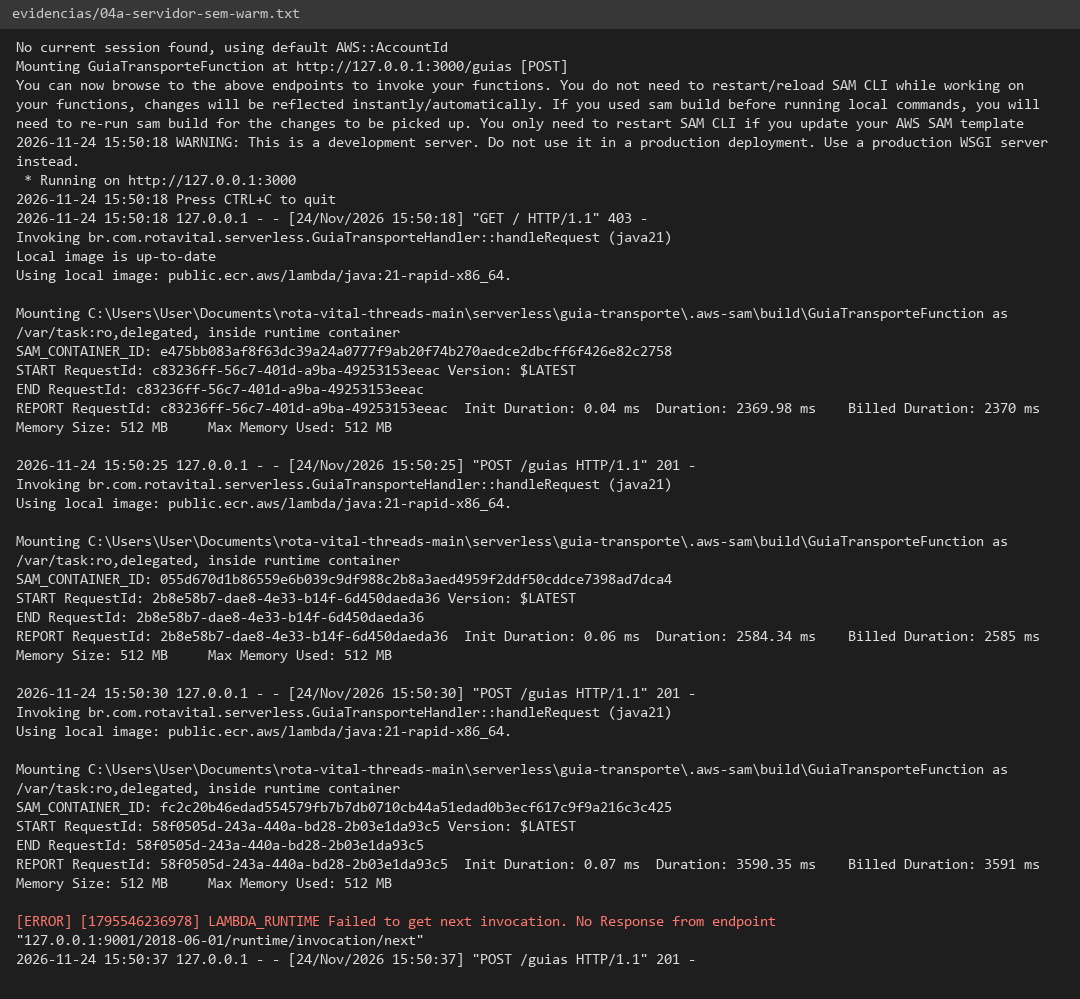 evidencias/04a-servidor-sem-warm.txt
No current session found, using default AWS::AccountId
Mounting GuiaTransporteFunction at http://127.0.0.1:3000/guias [POST]
You can now browse to the above endpoints to invoke your functions. You do not need to restart/reload SAM CLI while working on
your functions, changes will be reflected instantly/automatically. If you used sam build before running local commands, you will
need to re-run sam build for the changes to be picked up. You only need to restart SAM CLI if you update your AWS SAM template
2026-11-24 15:50:18 WARNING: This is a development server. Do not use it in a production deployment. Use a production WSGI server
instead.
 * Running on http://127.0.0.1:3000
2026-11-24 15:50:18 Press CTRL+C to quit
2026-11-24 15:50:18 127.0.0.1 - - [24/Nov/2026 15:50:18] "GET / HTTP/1.1" 403 -
Invoking br.com.rotavital.serverless.GuiaTransporteHandler::handleRequest (java21)
Local image is up-to-date
Using local image: public.ecr.aws/lambda/java:21-rapid-x86_64.
Mounting C:\Users\User\Documents\rota-vital-threads-main\serverless\guia-transporte\.aws-sam\build\GuiaTransporteFunction as
/var/task:ro,delegated, inside runtime container
SAM_CONTAINER_ID: e475bb083af8f63dc39a24a0777f9ab20f74b270aedce2dbcff6f426e82c2758
START RequestId: c83236ff-56c7-401d-a9ba-49253153eeac Version: $LATEST
END RequestId: c83236ff-56c7-401d-a9ba-49253153eeac
REPORT RequestId: c83236ff-56c7-401d-a9ba-49253153eeac  Init Duration: 0.04 ms  Duration: 2369.98 ms    Billed Duration: 2370 ms
Memory Size: 512 MB     Max Memory Used: 512 MB
2026-11-24 15:50:25 127.0.0.1 - - [24/Nov/2026 15:50:25] "POST /guias HTTP/1.1" 201 -
Invoking br.com.rotavital.serverless.GuiaTransporteHandler::handleRequest (java21)
Using local image: public.ecr.aws/lambda/java:21-rapid-x86_64.
Mounting C:\Users\User\Documents\rota-vital-threads-main\serverless\guia-transporte\.aws-sam\build\GuiaTransporteFunction as
/var/task:ro,delegated, inside runtime container
SAM_CONTAINER_ID: 055d670d1b86559e6b039c9df988c2b8a3aed4959f2ddf50cddce7398ad7dca4
START RequestId: 2b8e58b7-dae8-4e33-b14f-6d450daeda36 Version: $LATEST
END RequestId: 2b8e58b7-dae8-4e33-b14f-6d450daeda36
REPORT RequestId: 2b8e58b7-dae8-4e33-b14f-6d450daeda36  Init Duration: 0.06 ms  Duration: 2584.34 ms    Billed Duration: 2585 ms
Memory Size: 512 MB     Max Memory Used: 512 MB
2026-11-24 15:50:30 127.0.0.1 - - [24/Nov/2026 15:50:30] "POST /guias HTTP/1.1" 201 -
Invoking br.com.rotavital.serverless.GuiaTransporteHandler::handleRequest (java21)
Using local image: public.ecr.aws/lambda/java:21-rapid-x86_64.
Mounting C:\Users\User\Documents\rota-vital-threads-main\serverless\guia-transporte\.aws-sam\build\GuiaTransporteFunction as
/var/task:ro,delegated, inside runtime container
SAM_CONTAINER_ID: fc2c20b46edad554579fb7b7db0710cb44a51edad0b3ecf617c9f9a216c3c425
START RequestId: 58f0505d-243a-440a-bd28-2b03e1da93c5 Version: $LATEST
END RequestId: 58f0505d-243a-440a-bd28-2b03e1da93c5
REPORT RequestId: 58f0505d-243a-440a-bd28-2b03e1da93c5  Init Duration: 0.07 ms  Duration: 3590.35 ms    Billed Duration: 3591 ms
Memory Size: 512 MB     Max Memory Used: 512 MB
[ERROR] [1795546236978] LAMBDA_RUNTIME Failed to get next invocation. No Response from endpoint
"127.0.0.1:9001/2018-06-01/runtime/invocation/next"
2026-11-24 15:50:37 127.0.0.1 - - [24/Nov/2026 15:50:37] "POST /guias HTTP/1.1" 201 -